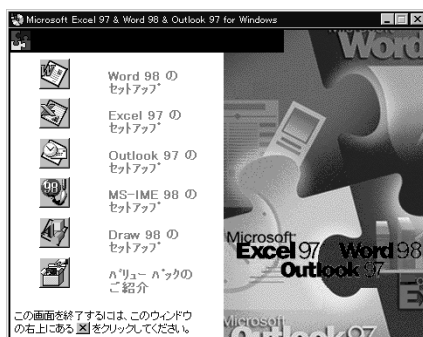 Microsoft Excel 97 & Word 98 & Outlook 97 for Windows
Word
Word 98 の
セットアップ
Excel 97 の
セットアップ
Outlook 97 の
セットアップ
MS-IME 98 の
セットアップ
Draw 98 の
セットアップ
バリュー パックの
ご紹介
Microsoft
Excel 97 Word 98
Outlook 97
この画面を終了するには、このウィンドウ
の右上にある をクリックしてください。
Microsoft
Outlook 97